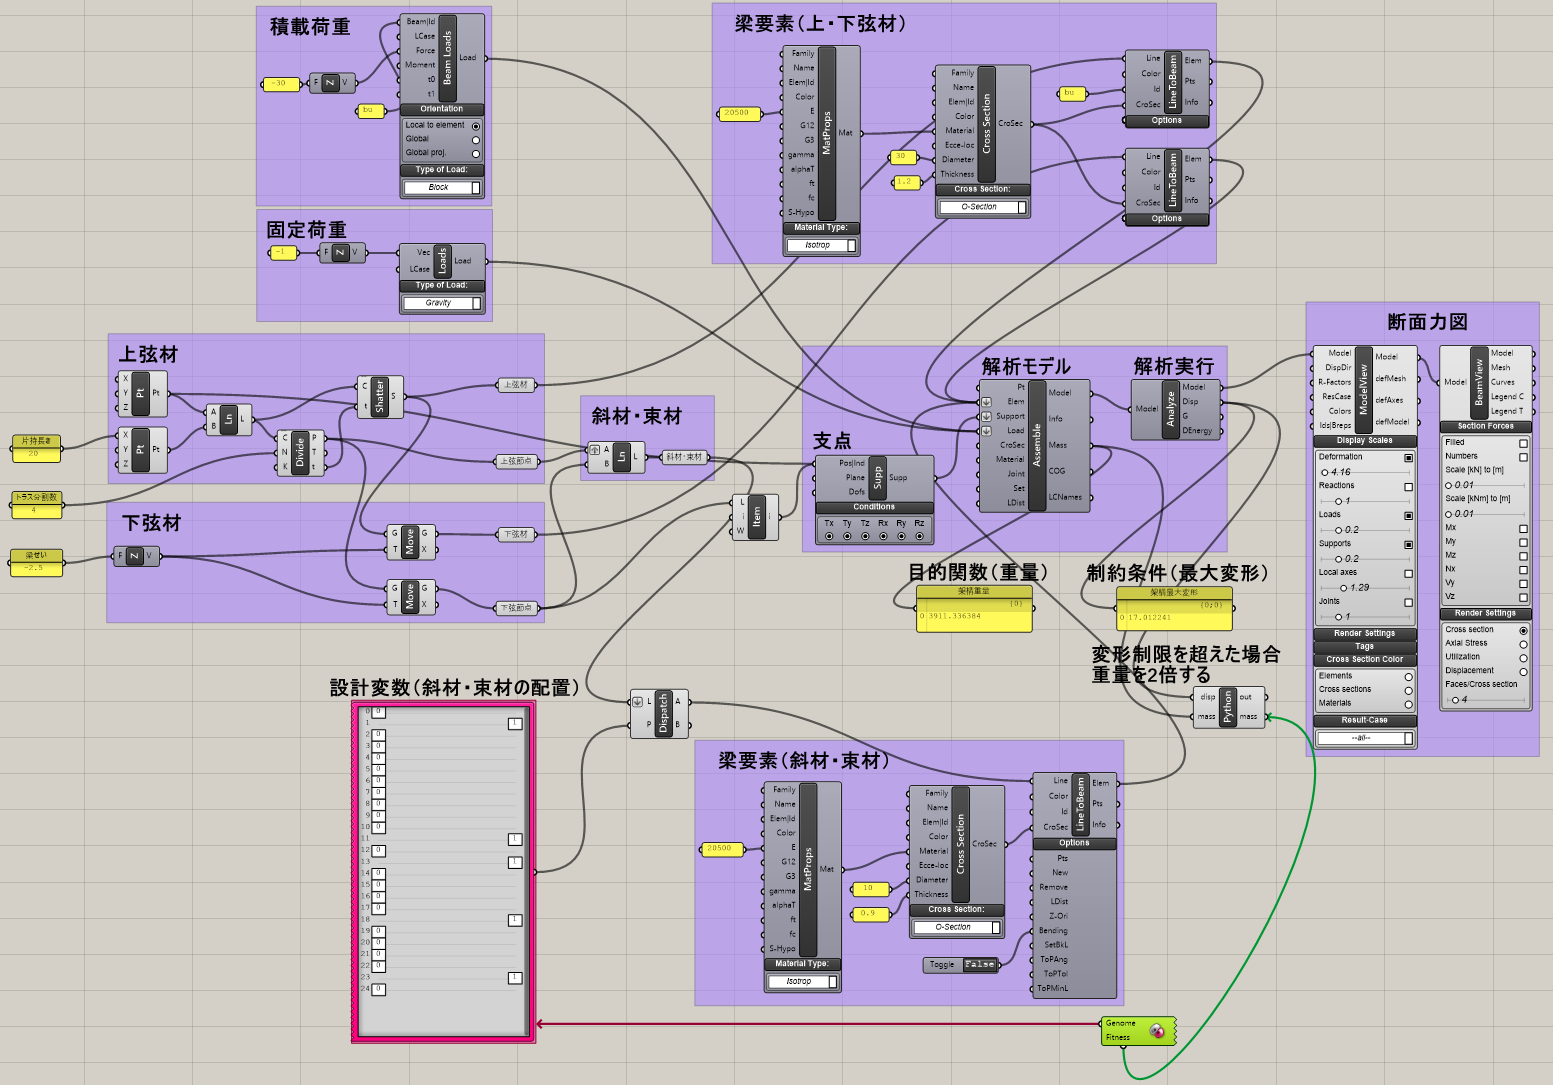 積載荷重
Beam|Id
LCase
Force
Moment
t0
t1
Beam Loads
Load
-30
F
Z
V
bu
Orientation
Local to element
Global
Global proj.
Type of Load:
Block
固定荷重
-1
F
Z
V
Vec
LCase
Loads
Load
Type of Load:
Gravity
梁要素(上・下弦材)
20500
Family
Name
Elem|Id
Color
E
G12
G3
gamma
alphaT
ft
fc
S-Hypo
MatProps
Mat
Material Type:
Isotrop
30
1.2
Family
Name
Elem|Id
Color
Material
Ecce-loc
Diameter
Thickness
Cross Section
CroSec
Cross Section:
O-Section
bu
Line
Color
Id
CroSec
LineToBeam
Elem
Pts
Info
Options
Line
Color
Id
CroSec
LineToBeam
Elem
Pts
Info
Options
上弦材
X
Y
Z
Pt
Pt
X
Y
Z
Pt
Pt
A
B
Ln
L
C
t
Shatter
S
C
N
K
Divide
P
T
t
上弦材
上弦節点
片持長さ
20
トラス分割数
4
梁せい
-2.5
下弦材
F
Z
V
G
T
Move
G
X
G
T
Move
G
X
下弦材
下弦節点
斜材・束材
A
B
Ln
L
斜材・束材
L
i
W
Item
i
支点
Pos|Ind
Plane
Dofs
Supp
Supp
Conditions
Tx Ty Tz Rx Ry Rz
解析モデル
Pt
Elem
Support
Load
CroSec
Material
Joint
Set
LDist
Assemble
Model
Info
Mass
COG
LCNames
解析実行
Model
Analyze
Model
Disp
G
DEnergy
断面力図
Model
DispDir
R-Factors
ResCase
Colors
Ids|Breps
ModelView
Model
defMesh
defAxes
defModel
Display Scales
Deformation
4.16
Reactions
1
Loads
0.2
Supports
0.2
Local axes
1.29
Joints
1
Render Settings
Tags
Cross Section Color
Elements
Cross sections
Materials
Result-Case
--all--
Model
BeamView
Model
Mesh
Curves
Legend C
Legend T
Section Forces
Filled
Numbers
Scale [kN] to [m]
0.01
Scale [kNm] to [m]
0.01
Mx
My
Mz
Nx
Vy
Vz
Render Settings
Cross section
Axial Stress
Utilization
Displacement
Faces/Cross section
4
目的関数(重量)
架構重量
{0}
0 3911.336384
制約条件(最大変形)
架構最大変形
{0;0}
0 17.012241
変形制限を超えた場合
重量を2倍する
disp
mass
Python
out
mass
設計変数(斜材・束材の配置)
0 0
1 1
2 0
3 0
4 0
5 0
6 0
7 0
8 0
9 0
10 0
11 1
12 0
13 1
14 0
15 0
16 0
17 0
18 1
19 0
20 0
21 0
22 0
23 1
24 0
L
P
Dispatch
A
B
梁要素(斜材・束材)
20500
Family
Name
Elem|Id
Color
E
G12
G3
gamma
alphaT
ft
fc
S-Hypo
MatProps
Mat
Material Type:
Isotrop
10
0.9
Family
Name
Elem|Id
Color
Material
Ecce-loc
Diameter
Thickness
Cross Section
CroSec
Cross Section:
O-Section
Toggle False
Line
Color
Id
CroSec
LineToBeam
Elem
Pts
Info
Options
Pts
New
Remove
LDist
Z-Ori
Bending
SetBkL
ToPAng
ToPTol
ToPMinL
Genome
Fitness